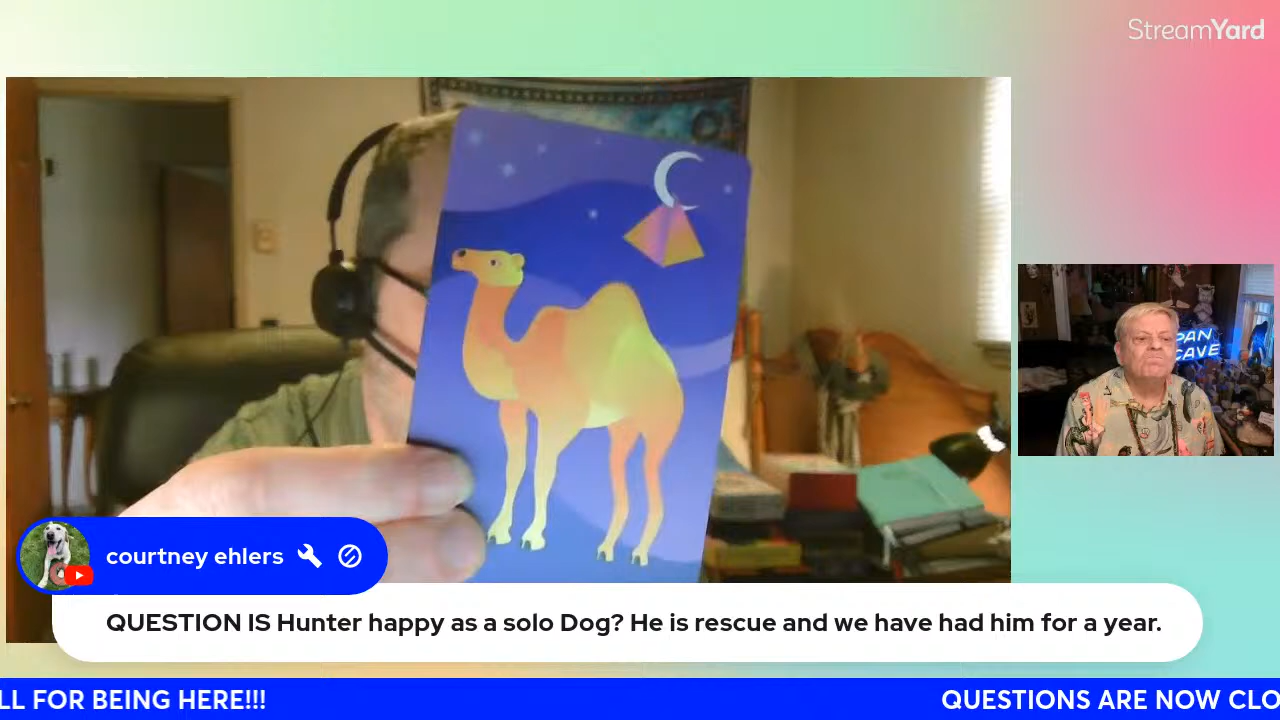 StreamYard
PAN
CAVE
courtney ehlers
QUESTION IS Hunter happy as a solo Dog? He is rescue and we have had him for a year.
LL FOR BEING HERE!!!
QUESTIONS ARE NOW CLO